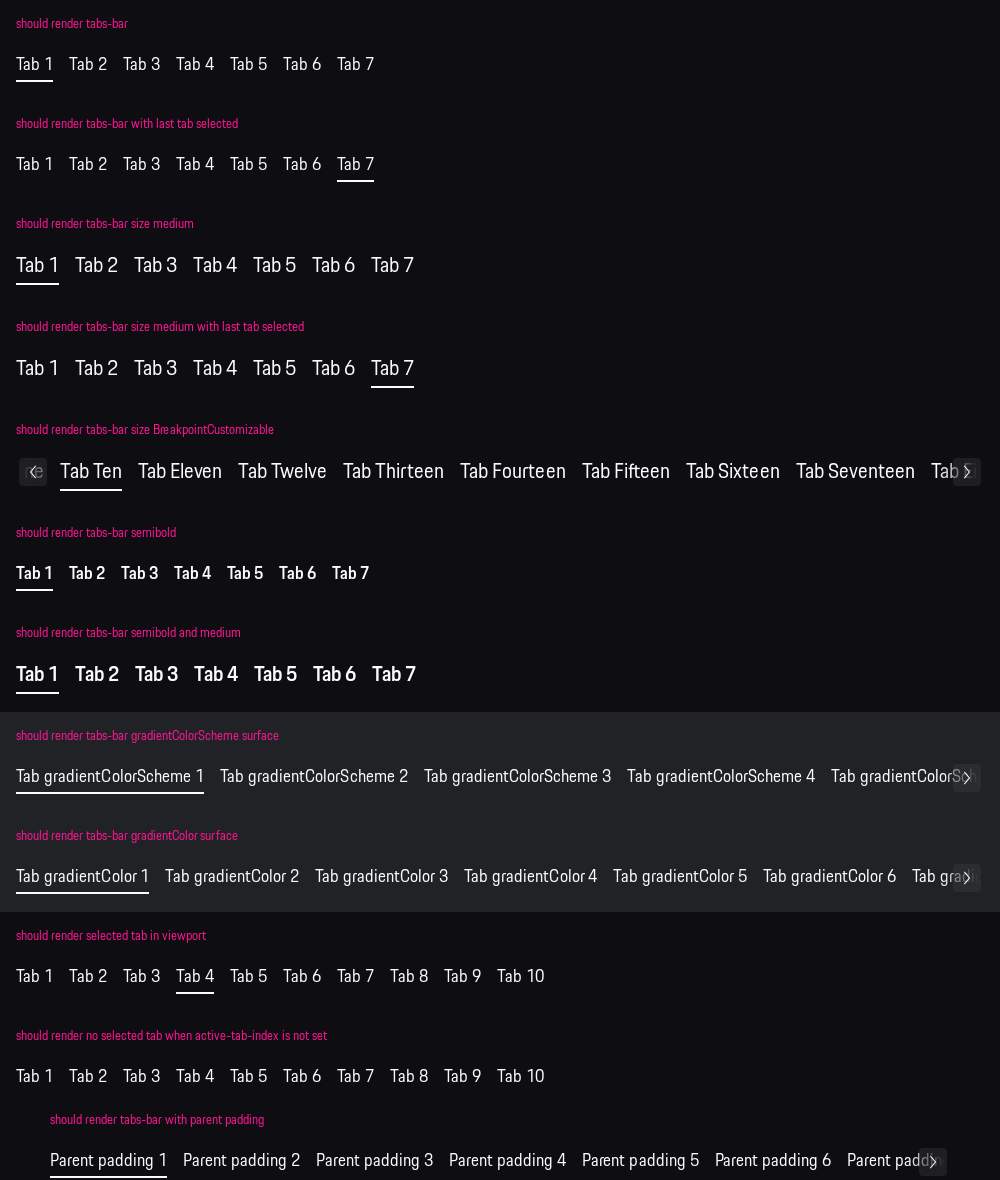 should render tabs-bar
Tab 1 Tab 2 Tab 3 Tab 4 Tab 5 Tab 6 Tab 7
should render tabs-bar with last tab selected
Tab 1 Tab 2 Tab 3 Tab 4 Tab 5 Tab 6 Tab 7
should render tabs-bar size medium
Tab 1 Tab 2 Tab 3 Tab 4 Tab 5 Tab 6 Tab 7
should render tabs-bar size medium with last tab selected
Tab 1 Tab 2 Tab 3 Tab 4 Tab 5 Tab 6 Tab 7
should render tabs-bar size BreakpointCustomizable
Tab Ten Tab Eleven Tab Twelve Tab Thirteen Tab Fourteen Tab Fifteen Tab Sixteen Tab Seventeen Tab
should render tabs-bar semibold
Tab 1 Tab 2 Tab 3 Tab 4 Tab 5 Tab 6 Tab 7
should render tabs-bar semibold and medium
Tab 1 Tab 2 Tab 3 Tab 4 Tab 5 Tab 6 Tab 7
should render tabs-bar gradientColorScheme surface
Tab gradientColorScheme 1 Tab gradientColorScheme 2 Tab gradientColorScheme 3 Tab gradientColorScheme 4 Tab gradientColorSch
should render tabs-bar gradientColor surface
Tab gradientColor 1 Tab gradientColor 2 Tab gradientColor 3 Tab gradientColor 4 Tab gradientColor 5 Tab gradientColor 6 Tab gradie
should render selected tab in viewport
Tab 1 Tab 2 Tab 3 Tab 4 Tab 5 Tab 6 Tab 7 Tab 8 Tab 9 Tab 10
should render no selected tab when active-tab-index is not set
Tab 1 Tab 2 Tab 3 Tab 4 Tab 5 Tab 6 Tab 7 Tab 8 Tab 9 Tab 10
should render tabs-bar with parent padding
Parent padding 1 Parent padding 2 Parent padding 3 Parent padding 4 Parent padding 5 Parent padding 6 Parent paddin